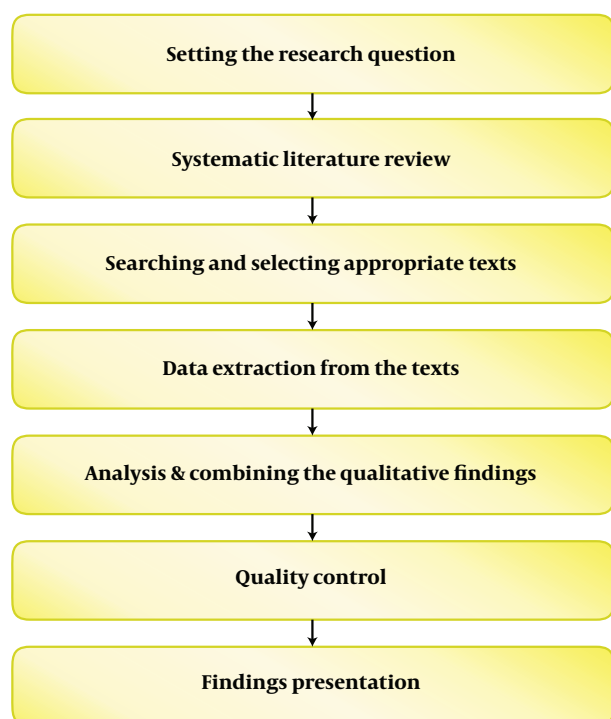 Setting the research question
Systematic literature review
Searching and selecting appropriate texts
Data extraction from the texts
Analysis & combining the qualitative findings
Quality control
Findings presentation